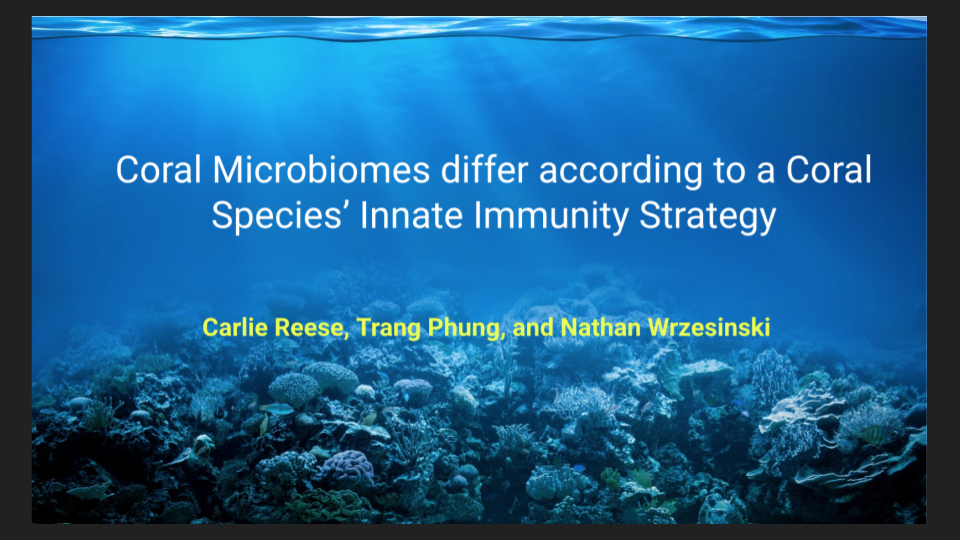 Coral Microbiomes differ according to a Coral
Species’ Innate Immunity Strategy
Carlie Reese, Trang Phung, and Nathan Wrzesinski